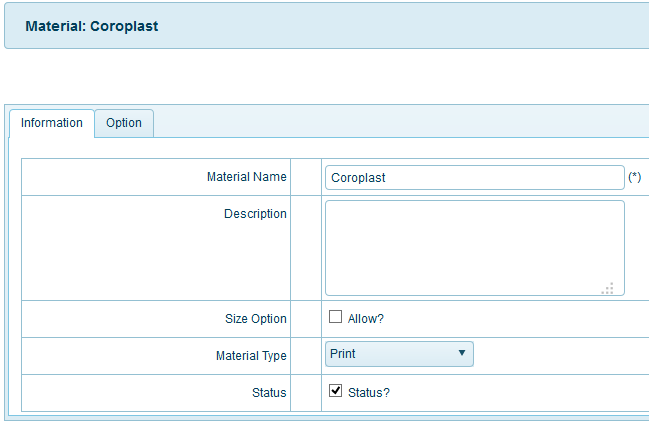 Material: Coroplast
Information Option
Material Name Coroplast (*)
Description
Size Option Allow?
Material Type Print
Status Status?